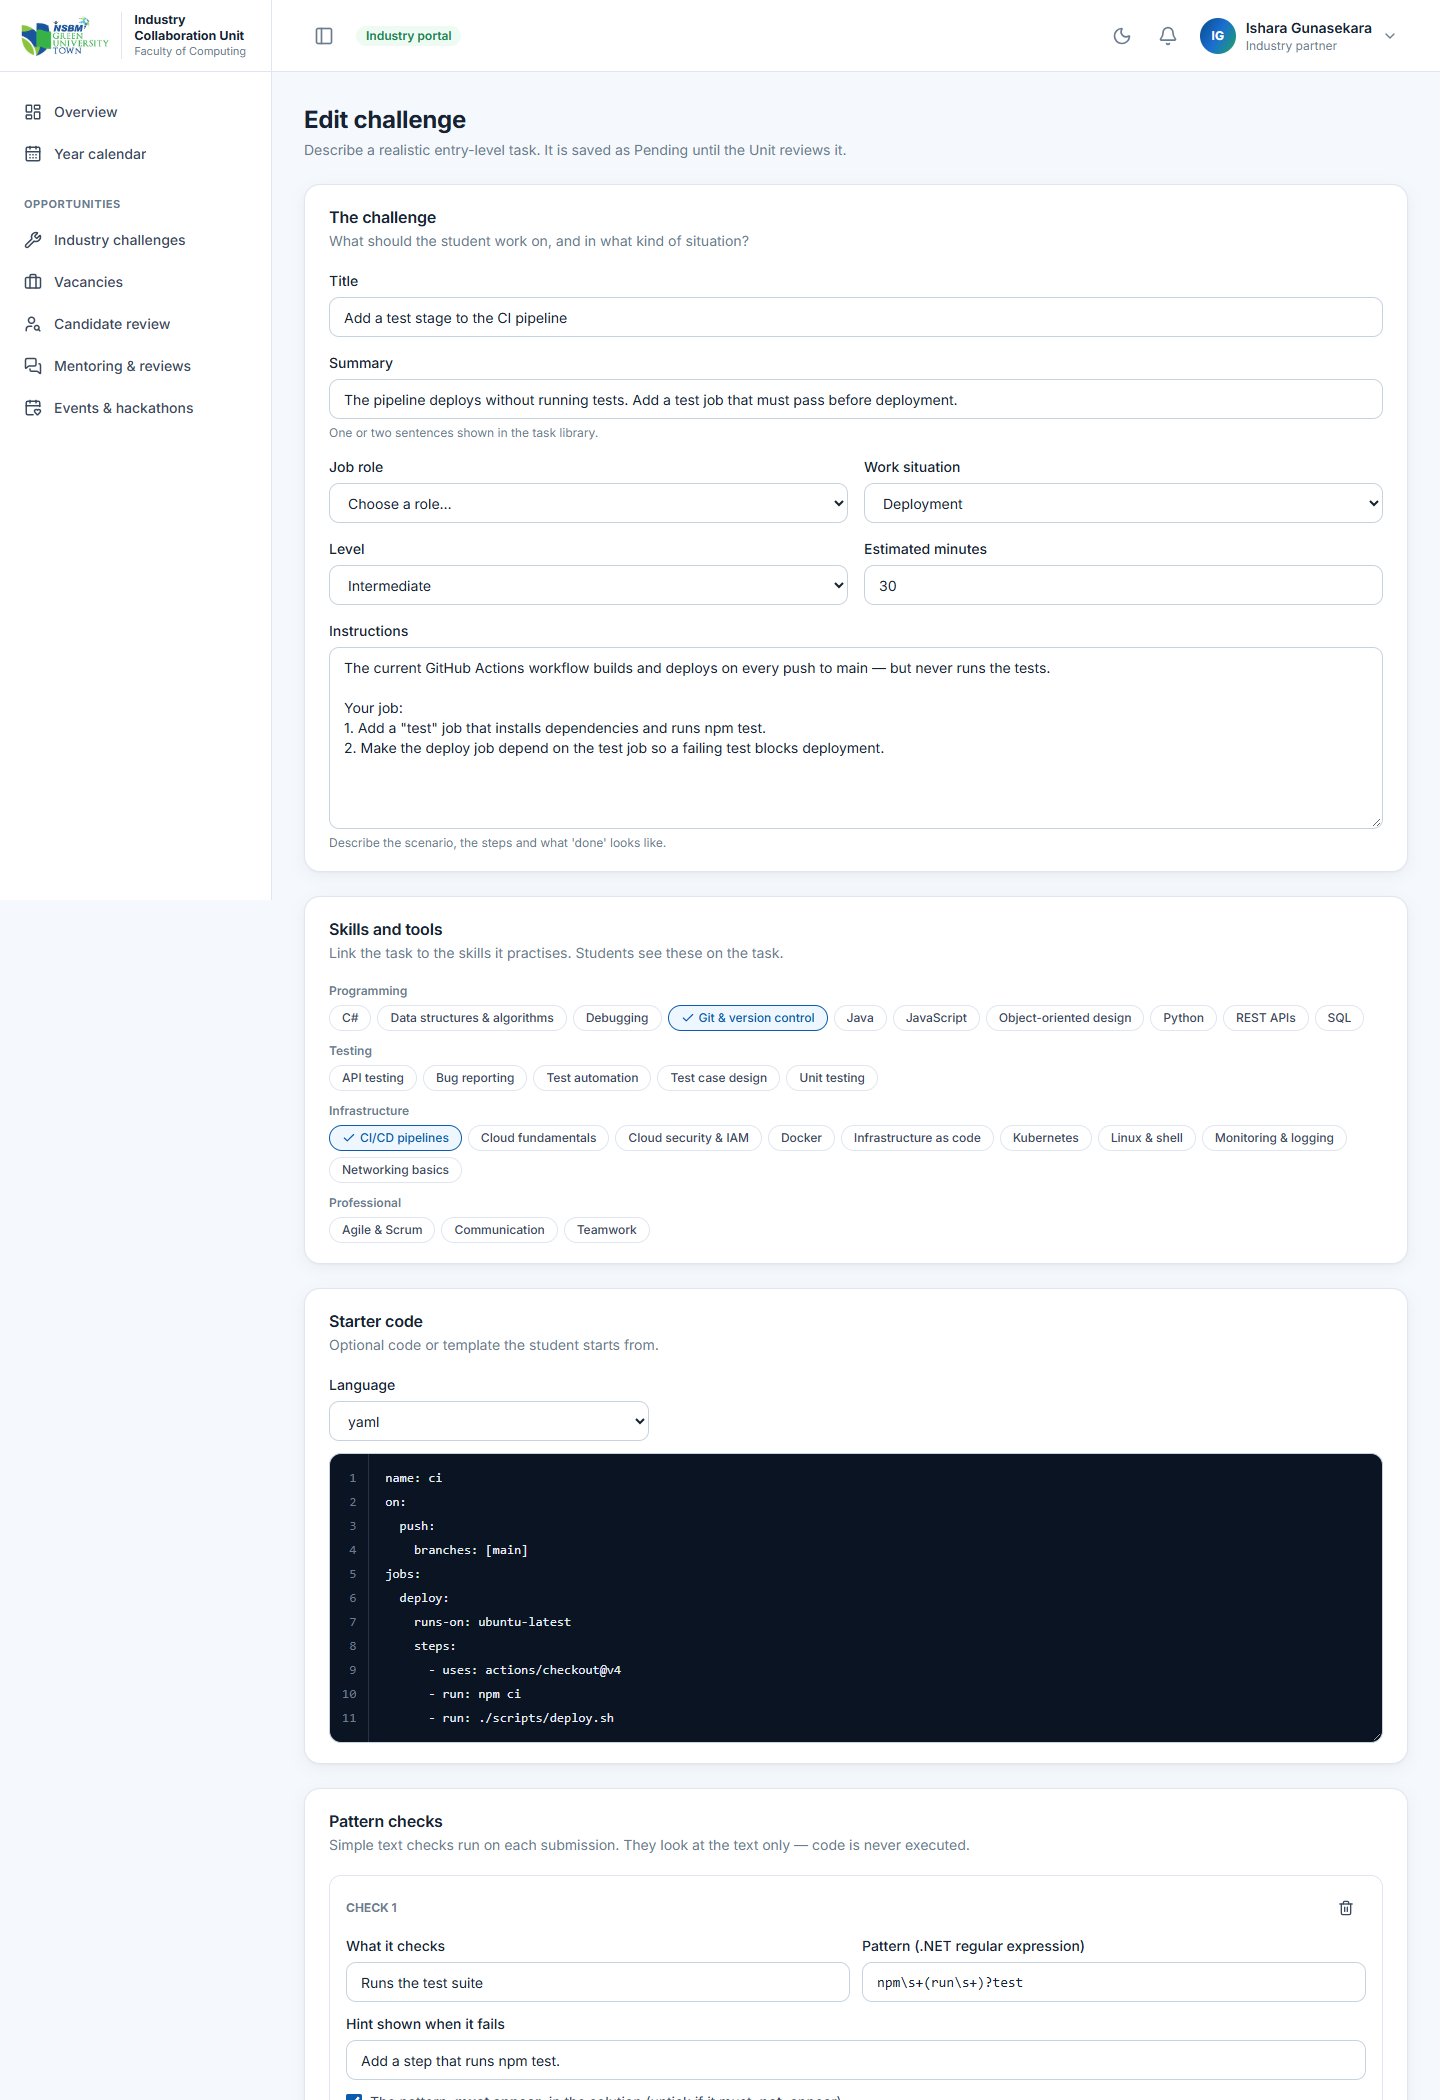 NSBM
GREEN
UNIVERSITY
TOWN
Industry
Collaboration Unit
Faculty of Computing
Industry portal
IG
Ishara Gunasekara
Industry partner
Overview
Year calendar
OPPORTUNITIES
Industry challenges
Vacancies
Candidate review
Mentoring & reviews
Events & hackathons
Edit challenge
Describe a realistic entry-level task. It is saved as Pending until the Unit reviews it.
The challenge
What should the student work on, and in what kind of situation?
Title
Add a test stage to the CI pipeline
Summary
The pipeline deploys without running tests. Add a test job that must pass before deployment.
One or two sentences shown in the task library.
Job role
Work situation
Choose a role...
Deployment
Level
Estimated minutes
Intermediate
30
Instructions
The current GitHub Actions workflow builds and deploys on every push to main — but never runs the tests.
Your job:
1. Add a "test" job that installs dependencies and runs npm test.
2. Make the deploy job depend on the test job so a failing test blocks deployment.
Describe the scenario, the steps and what 'done' looks like.
Skills and tools
Link the task to the skills it practises. Students see these on the task.
Programming
C# Data structures & algorithms Debugging Git & version control Java JavaScript Object-oriented design Python REST APIs SQL
Testing
API testing Bug reporting Test automation Test case design Unit testing
Infrastructure
CI/CD pipelines Cloud fundamentals Cloud security & IAM Docker Infrastructure as code Kubernetes Linux & shell Monitoring & logging
Networking basics
Professional
Agile & Scrum Communication Teamwork
Starter code
Optional code or template the student starts from.
Language
yaml
1 name: ci
2 on:
3 push:
4 branches: [main]
5 jobs:
6 deploy:
7 runs-on: ubuntu-latest
8 steps:
9 - uses: actions/checkout@v4
10 - run: npm ci
11 - run: ./scripts/deploy.sh
Pattern checks
Simple text checks run on each submission. They look at the text only — code is never executed.
CHECK 1
What it checks
Pattern (.NET regular expression)
Runs the test suite
npm\s+(run\s+)?test
Hint shown when it fails
Add a step that runs npm test.
The pattern must appear in the solution (untick if it must not appear)